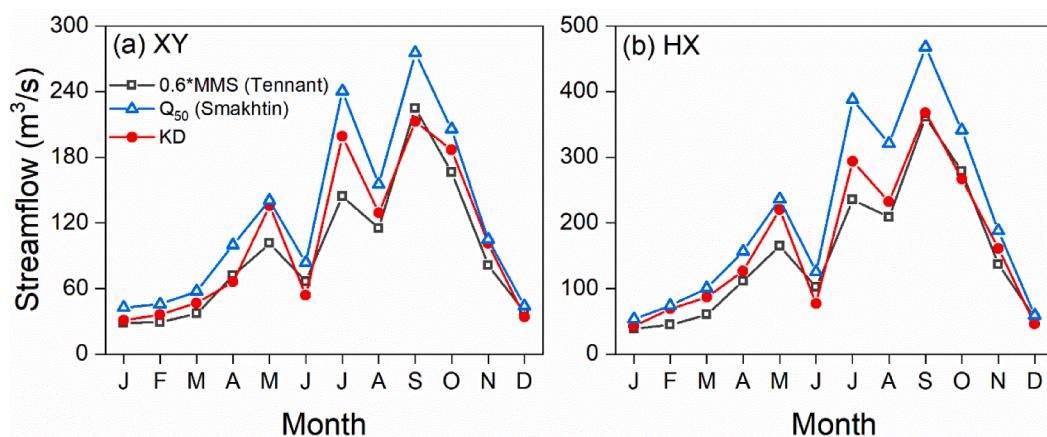 (a) XY
0.6*MMS (Tennant)
Q50 (Smakhtin)
KD
Streamflow (m³/s)
300
240
180
120
60
0
J F M A M J J A S O N D
Month
(b) HX
500
400
300
200
100
0
J F M A M J J A S O N D
Month